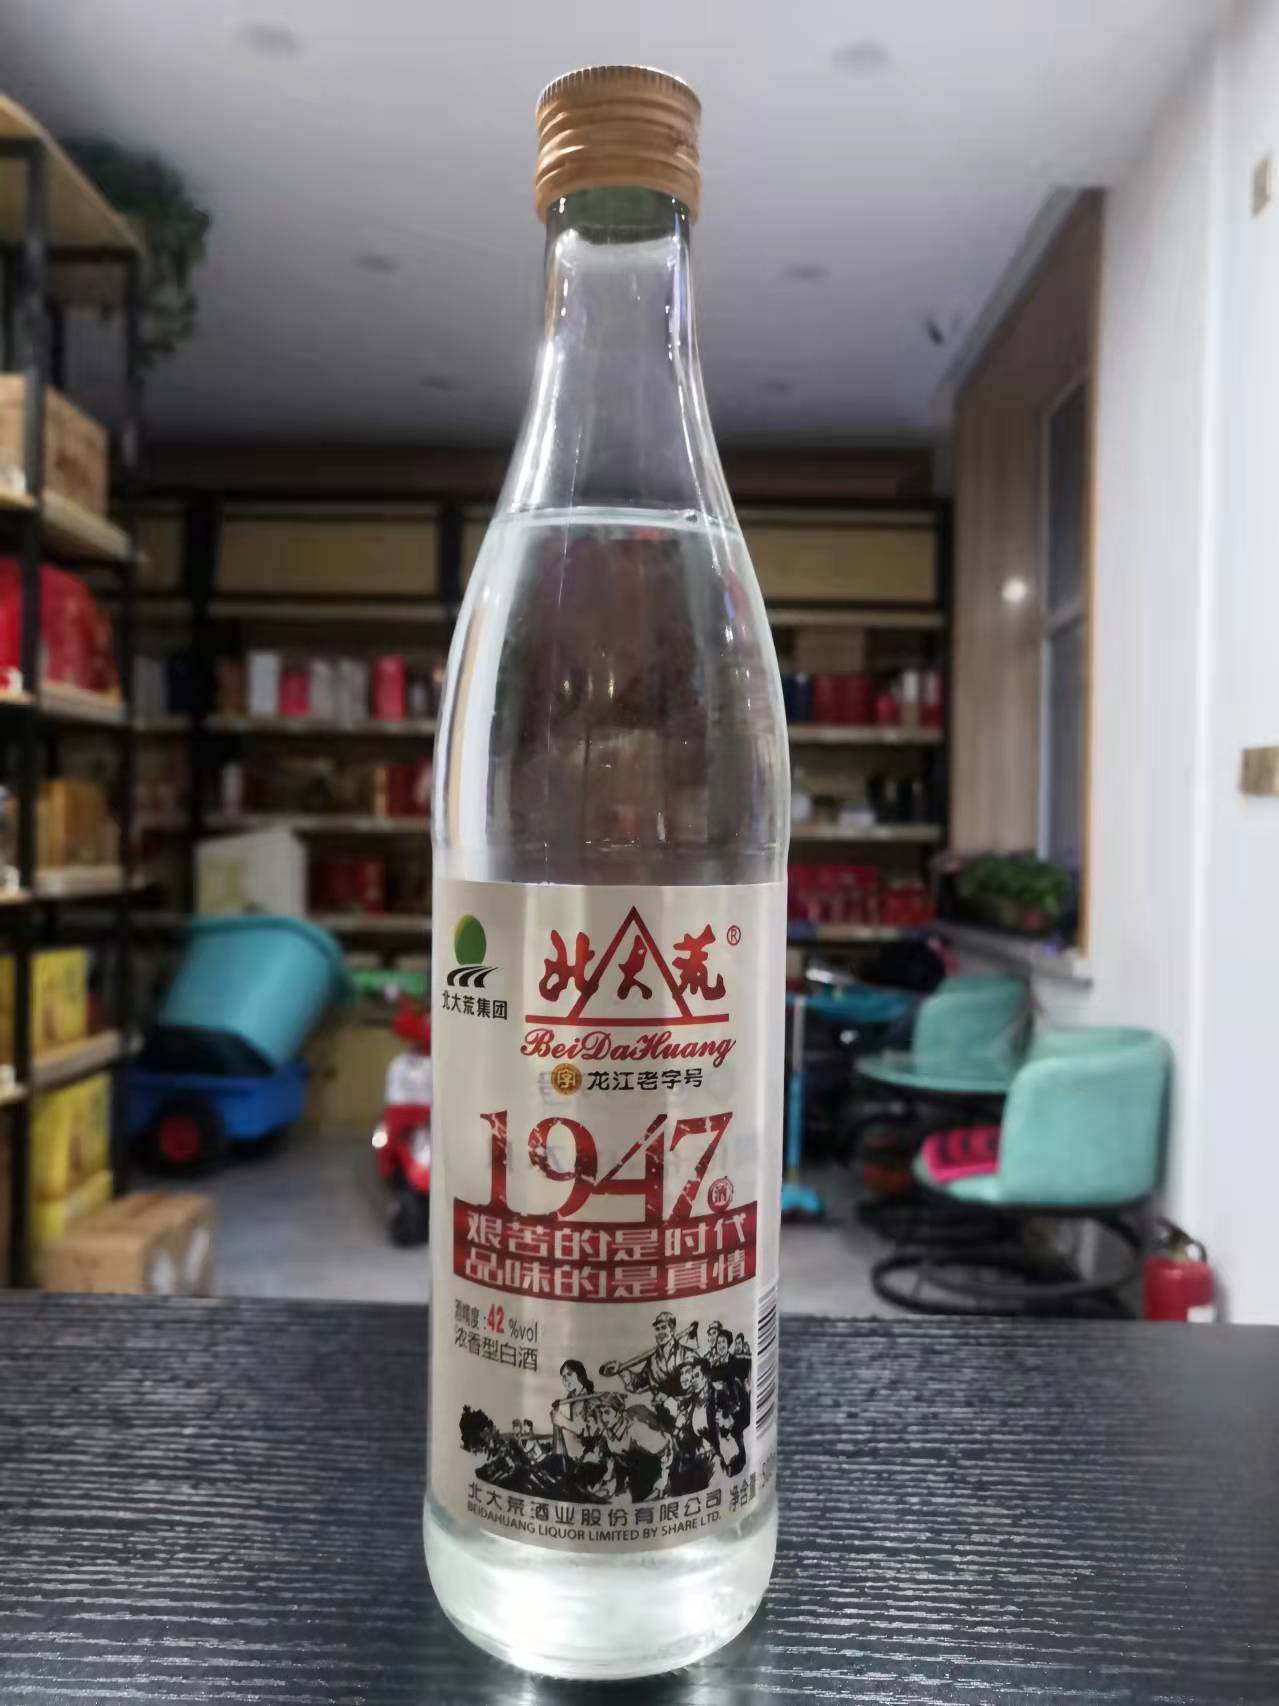 北大荒®
BeiDaHuang
北大荒集团
字 龙江老字号
1947 酒
艰苦的是时代
品味的是真情
酒精度:42 %vol
浓香型白酒
北大荒酒业股份有限公司
BEIDAHUANG LIQUOR LIMITED BY SHARE LTD.
净含量